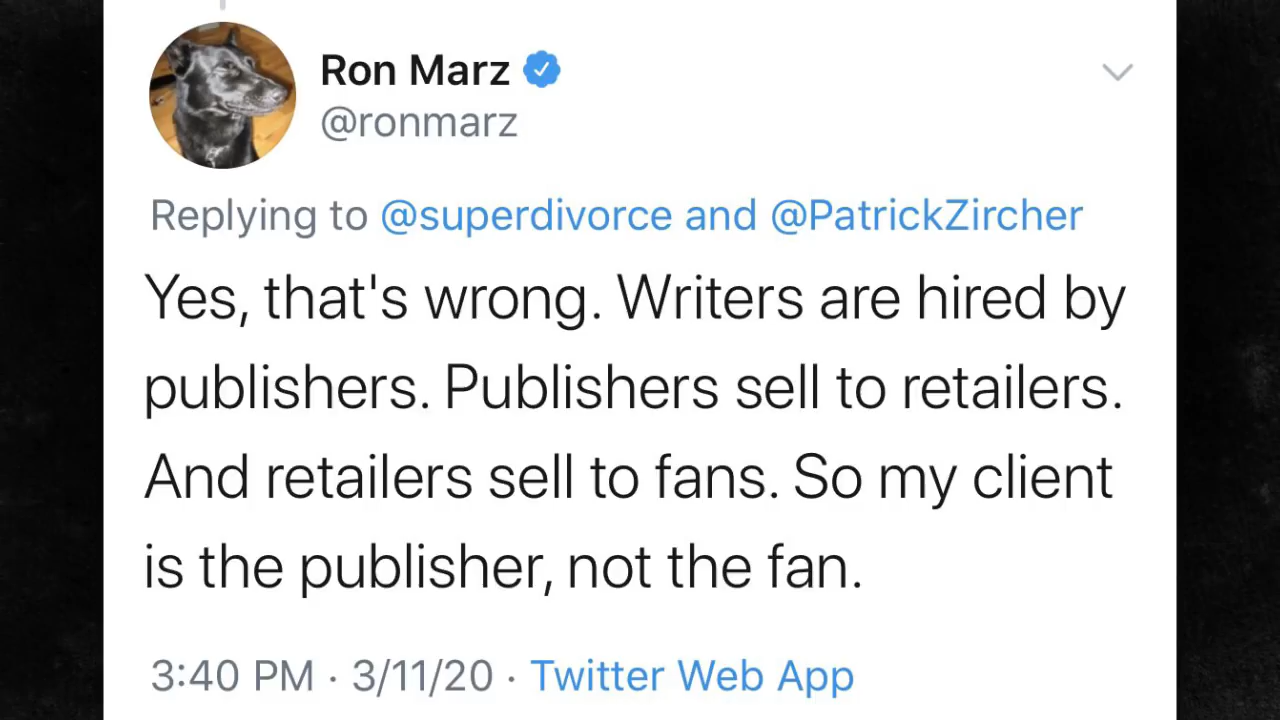 Ron Marz
@ronmarz
Replying to @superdivorce and @PatrickZircher
Yes, that's wrong. Writers are hired by
publishers. Publishers sell to retailers.
And retailers sell to fans. So my client
is the publisher, not the fan.
3:40 PM · 3/11/20 · Twitter Web App